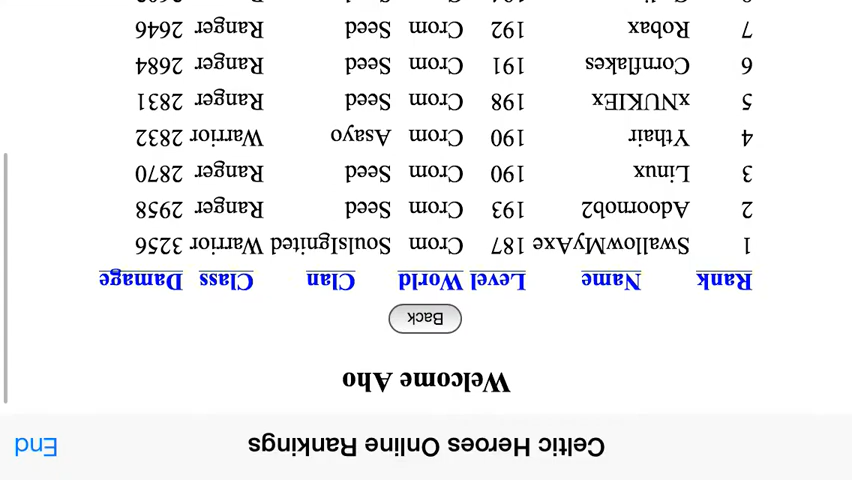 Celtic Heroes Online Rankings End
Welcome Aho
Back
Rank Name Level World Clan Class Damage
1 SwallowMyAxe 187 Crom SoulsIgnited Warrior 3256
2 Adoornob2 193 Crom Seed Ranger 2958
3 Linux 190 Crom Seed Ranger 2870
4 Ythair 190 Crom Asayo Warrior 2832
5 xNUKIEx 198 Crom Seed Ranger 2831
6 Cornflakes 191 Crom Seed Ranger 2684
7 Robax 192 Crom Seed Ranger 2646